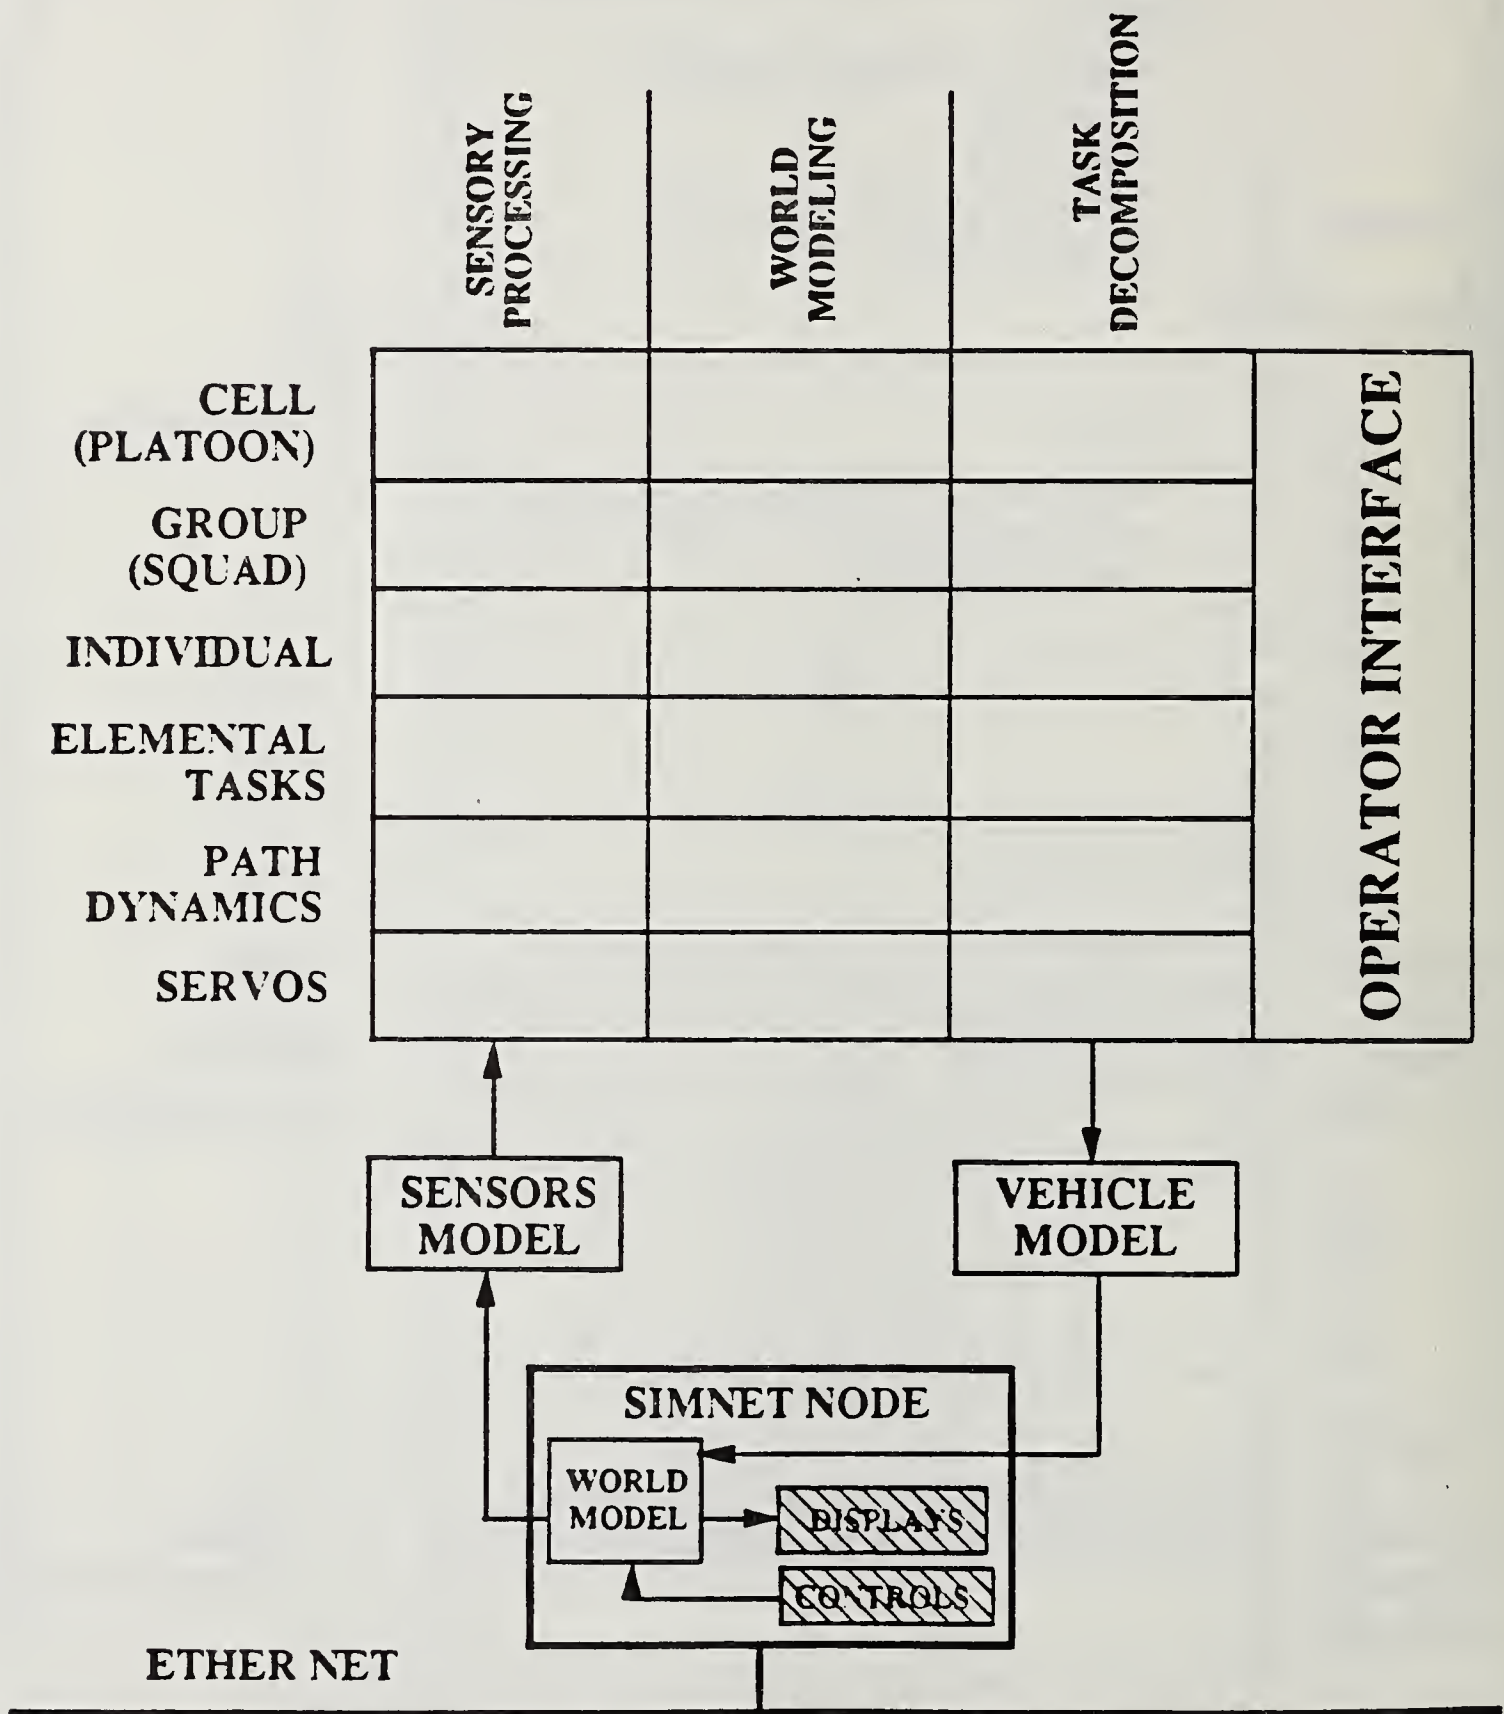 SENSORY
PROCESSING
WORLD
MODELING
TASK
DECOMPOSITION
CELL
(PLATOON)
GROUP
(SQUAD)
INDIVIDUAL
ELEMENTAL
TASKS
PATH
DYNAMICS
SERVOS
OPERATOR INTERFACE
SENSORS
MODEL
VEHICLE
MODEL
SIMNET NODE
WORLD
MODEL
DISPLAYS
CONTROLS
ETHER NET